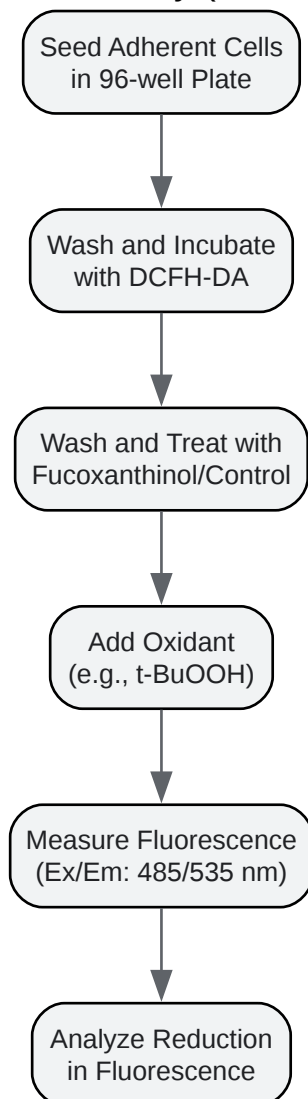 Seed Adherent Cells
in 96-well Plate
Wash and Incubate
with DCFH-DA
Wash and Treat with
Fucoxanthinol/Control
Add Oxidant
(e.g., t-BuOOH)
Measure Fluorescence
(Ex/Em: 485/535 nm)
Analyze Reduction
in Fluorescence